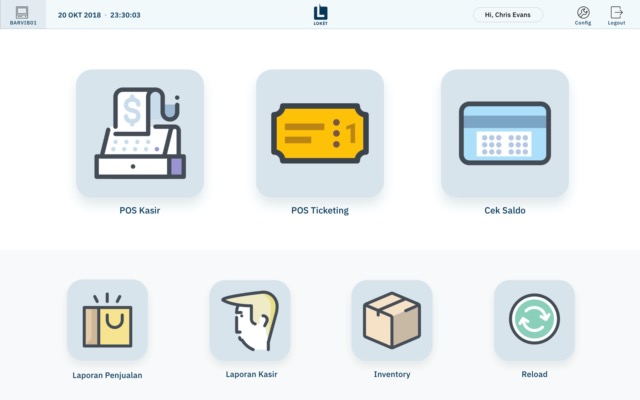 BARVIB01
20 OKT 2018 · 23:30:03
LOKET
Hi, Chris Evans
Config
Logout
$
1
POS Kasir
POS Ticketing
Cek Saldo
Laporan Penjualan
Laporan Kasir
Inventory
Reload